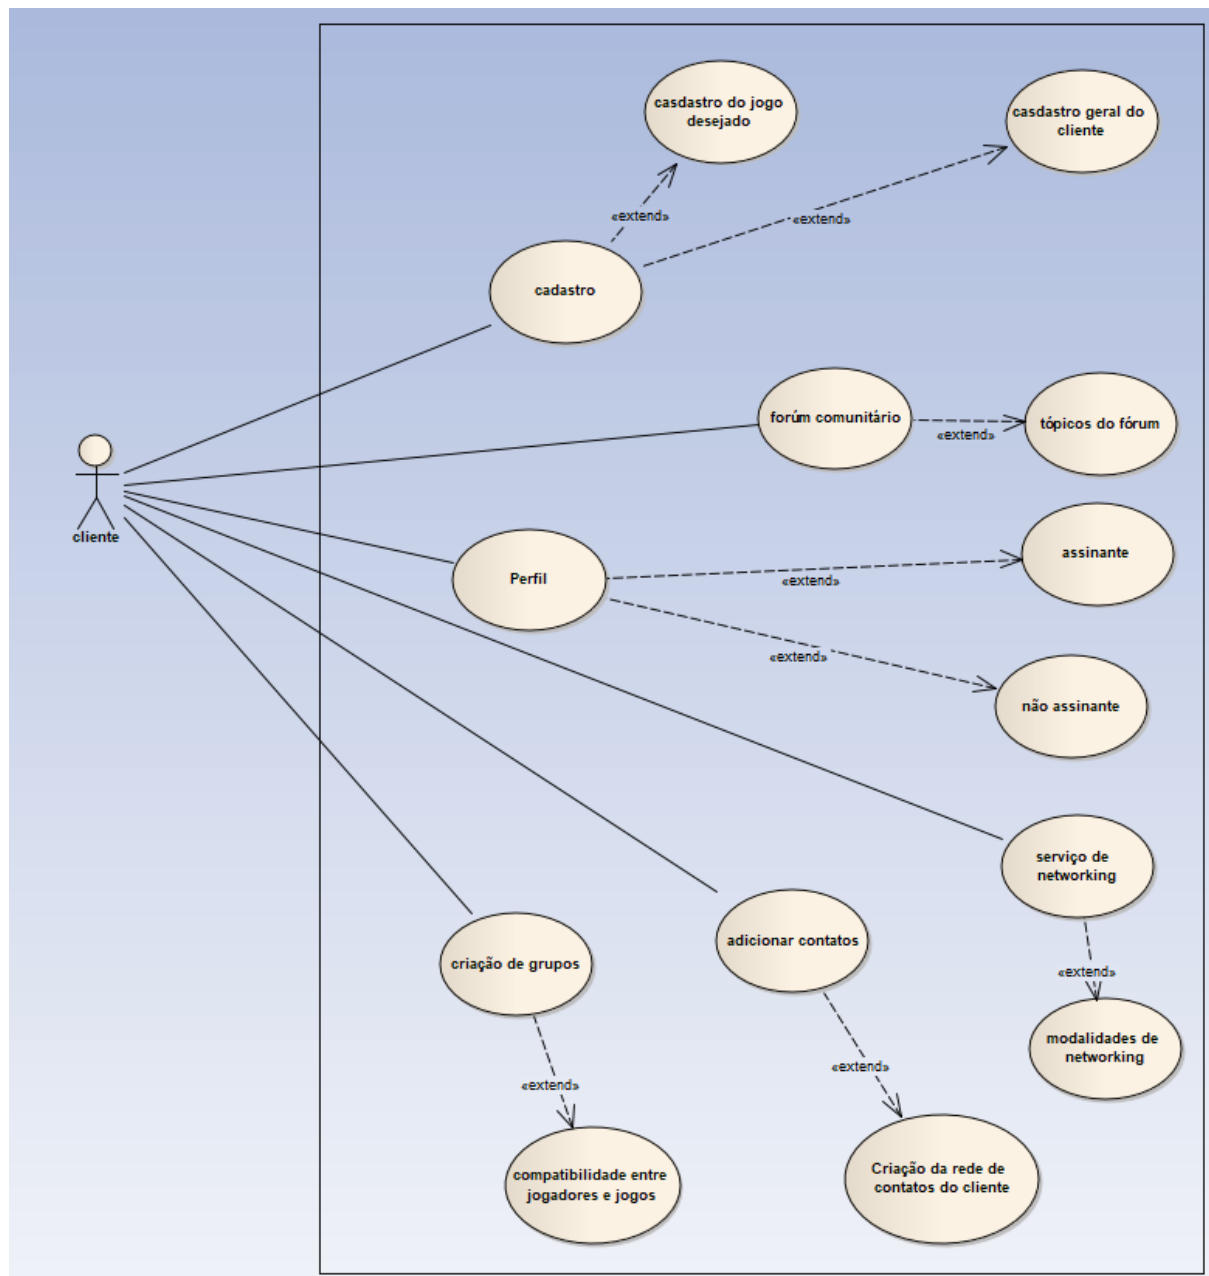 casdastro do jogo
desejado
casdastro geral do
cliente
«extend»
«extend»
cadastro
forúm comunitário
«extend»
tópicos do fórum
cliente
Perfil
«extend»
assinante
«extend»
não assinante
serviço de
networking
criação de grupos
adicionar contatos
«extend»
modalidades de
networking
«extend»
«extend»
compatibilidade entre
jogadores e jogos
Criação da rede de
contatos do cliente